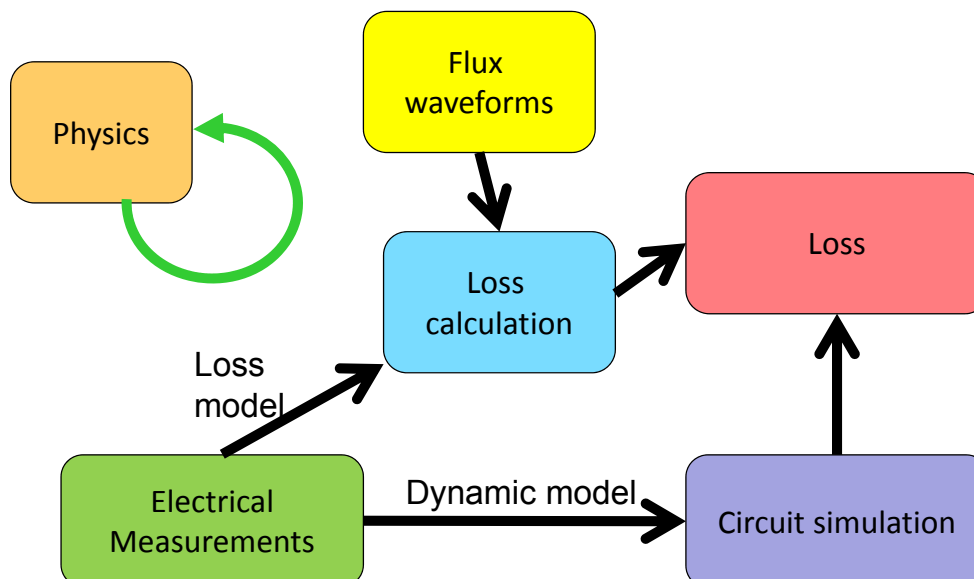 Flux
waveforms
Physics
Loss
Loss
calculation
Loss
model
Dynamic model
Electrical
Measurements
Circuit simulation